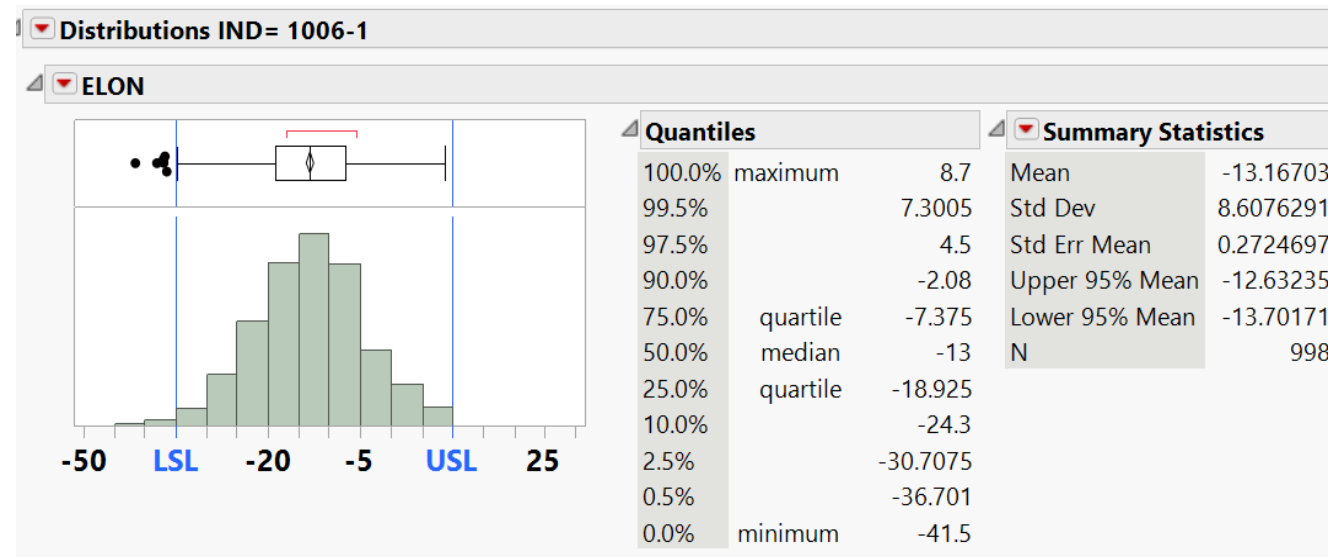 Distributions IND= 1006-1
ELON
-50 LSL -20 -5 USL 25
Quantiles
100.0% maximum 8.7
99.5% 7.3005
97.5% 4.5
90.0% -2.08
75.0% quartile -7.375
50.0% median -13
25.0% quartile -18.925
10.0% -24.3
2.5% -30.7075
0.5% -36.701
0.0% minimum -41.5
Summary Statistics
Mean -13.16703
Std Dev 8.6076291
Std Err Mean 0.2724697
Upper 95% Mean -12.63235
Lower 95% Mean -13.70171
N 998